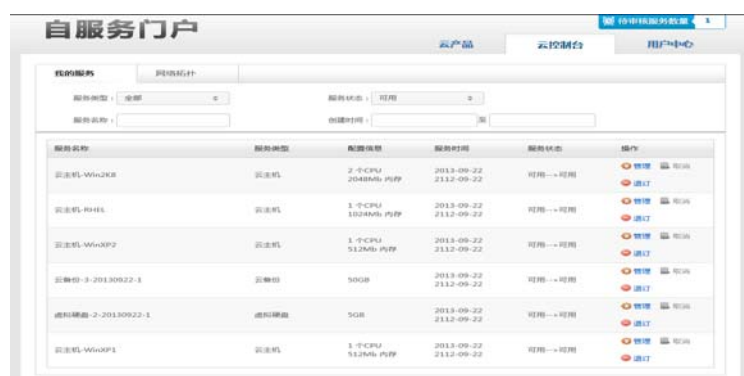 自服务门户
待审核服务数量 1
云产品 云控制台 用户中心
我的服务 网络拓扑
服务类型： 全部 服务状态： 可用
服务名称： 创建时间： 至
服务名称 服务类型 配置信息 服务时间 服务状态 操作
云主机-Win2K8 云主机 2 个CPU 2048Mb 内存 2013-09-22 2112-09-22 可用--→可用 管理 取消 退订
云主机-RHEL 云主机 1 个CPU 1024Mb 内存 2013-09-22 2112-09-22 可用--→可用 管理 取消 退订
云主机-WinXP2 云主机 1 个CPU 512Mb 内存 2013-09-22 2112-09-22 可用--→可用 管理 取消 退订
云备份-3-20130922-1 云备份 50GB 2013-09-22 2112-09-22 可用--→可用 管理 取消 退订
虚拟硬盘-2-20130922-1 虚拟硬盘 5GB 2013-09-22 2112-09-22 可用--→可用 管理 取消 退订
云主机-WinXP1 云主机 1 个CPU 512Mb 内存 2013-09-22 2112-09-22 可用--→可用 管理 取消 退订